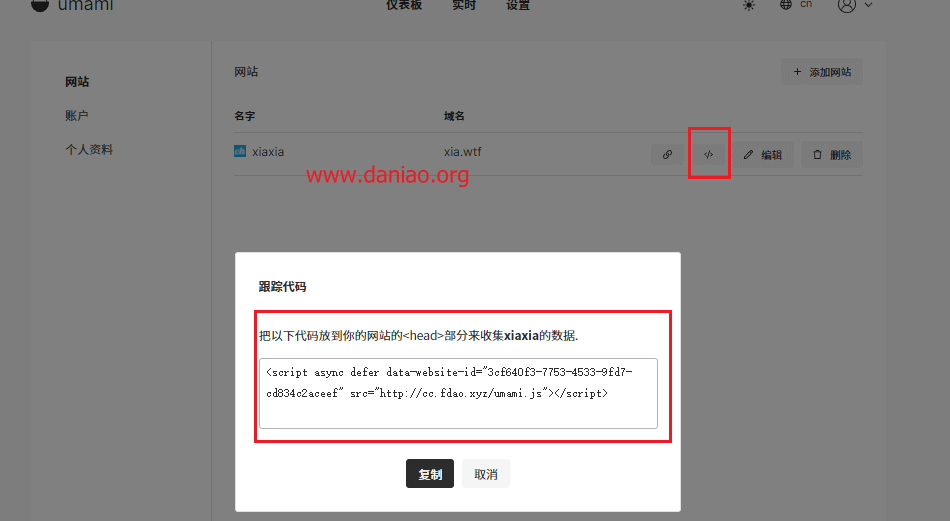 umami
仪表板 实时 设置 cn
网站
账户
个人资料
网站
+ 添加网站
名字 域名
xiaxia xia.wtf </> 编辑 删除
www.daniao.org
跟踪代码
把以下代码放到你的网站的<head>部分来收集xiaxia的数据.
<script async defer data-website-id="3cf640f3-7753-4533-9fd7-
cd834c2aceef" src="http://cc.fdao.xyz/umami.js"></script>
复制 取消